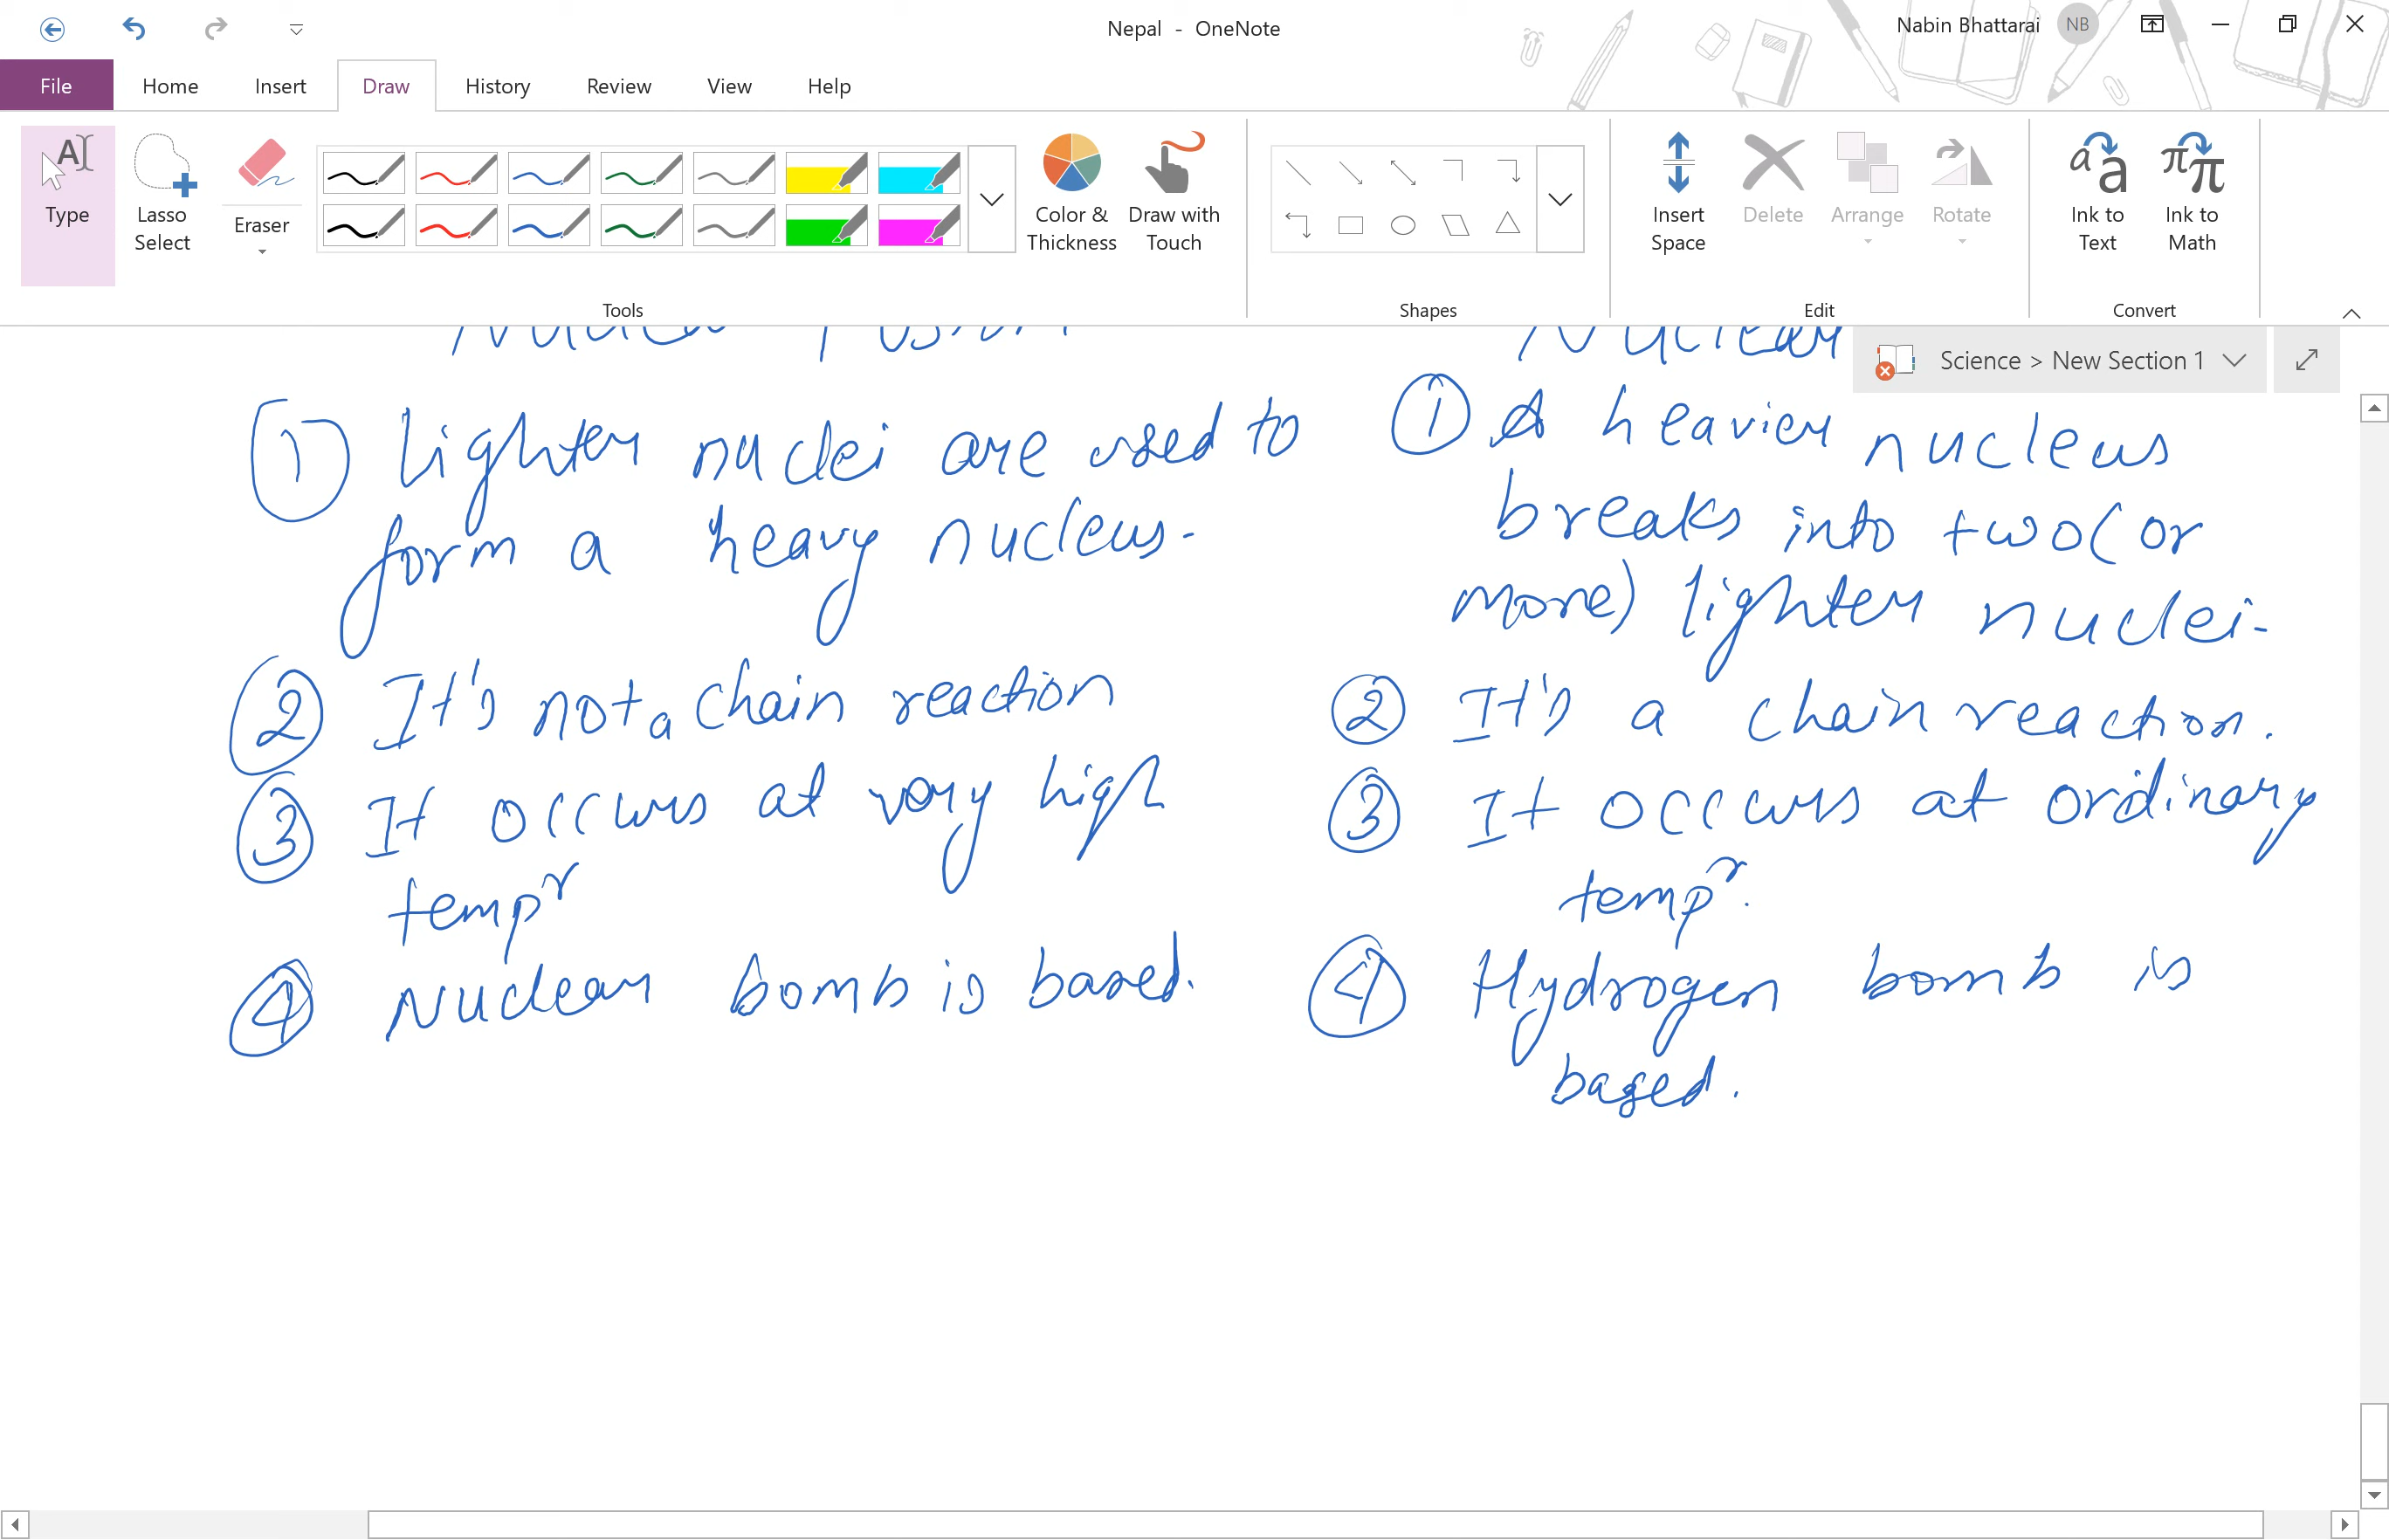 Nepal - OneNote
Nabin Bhattarai NB
File Home Insert Draw History Review View Help
Type
Lasso Select
Eraser
Color & Thickness
Draw with Touch
Insert Space
Delete
Arrange
Rotate
Ink to Text
Ink to Math
Tools Shapes Edit Convert
Science > New Section 1
Nuclear Fusion
① lighter nuclei are used to
form a heavy nucleus.
② It's not a chain reaction
③ It occurs at very high
tempr
④ Nuclear bomb is based.
Nuclear
① A heavier nucleus
breaks into two (or
more) lighter nuclei.
② It's a chain reaction.
③ It occurs at ordinary
tempr.
④ Hydrogen bomb is
based.